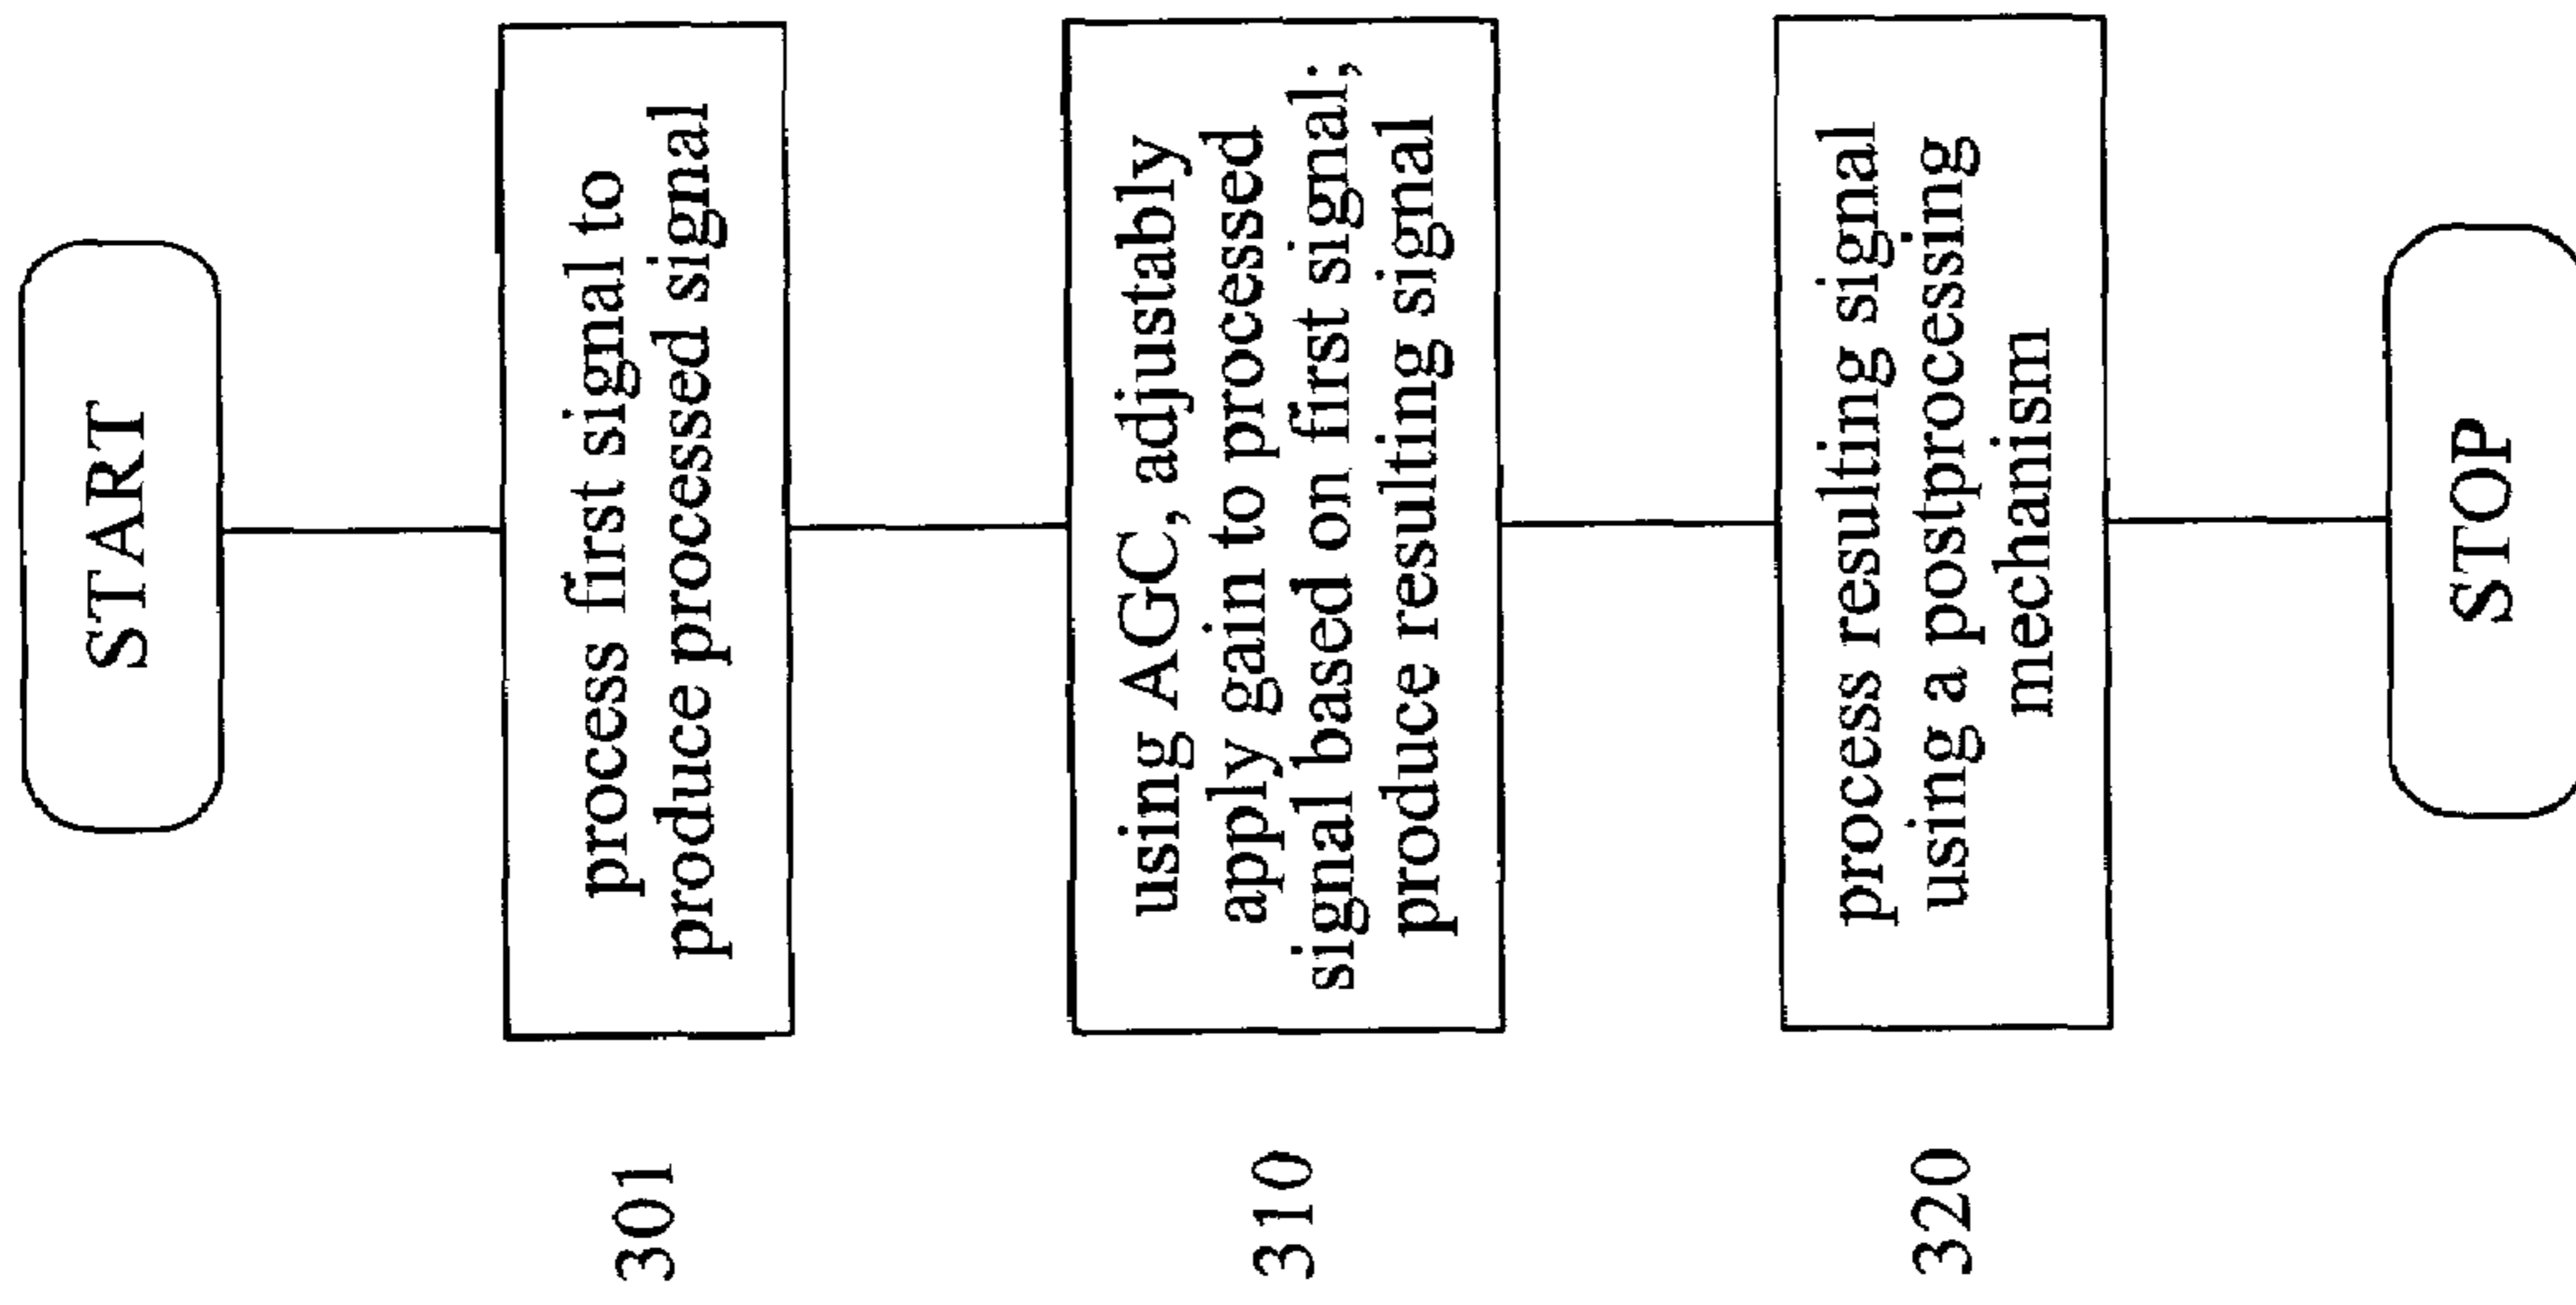 START
301
process first signal to
produce processed signal
310
using AGC, adjustably
apply gain to processed
signal based on first signal;
produce resulting signal
320
process resulting signal
using a postprocessing
mechanism
STOP